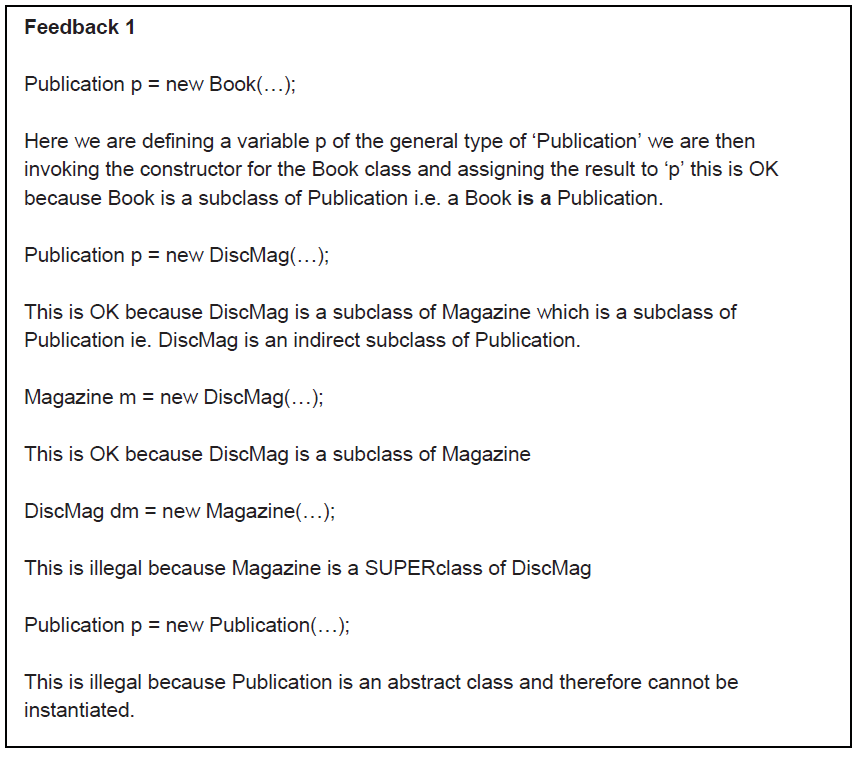 Feedback 1
Publication p = new Book(…);
Here we are defining a variable p of the general type of ‘Publication’ we are then
invoking the constructor for the Book class and assigning the result to ‘p’ this is OK
because Book is a subclass of Publication i.e. a Book is a Publication.
Publication p = new DiscMag(…);
This is OK because DiscMag is a subclass of Magazine which is a subclass of
Publication ie. DiscMag is an indirect subclass of Publication.
Magazine m = new DiscMag(…);
This is OK because DiscMag is a subclass of Magazine
DiscMag dm = new Magazine(…);
This is illegal because Magazine is a SUPERclass of DiscMag
Publication p = new Publication(…);
This is illegal because Publication is an abstract class and therefore cannot be
instantiated.